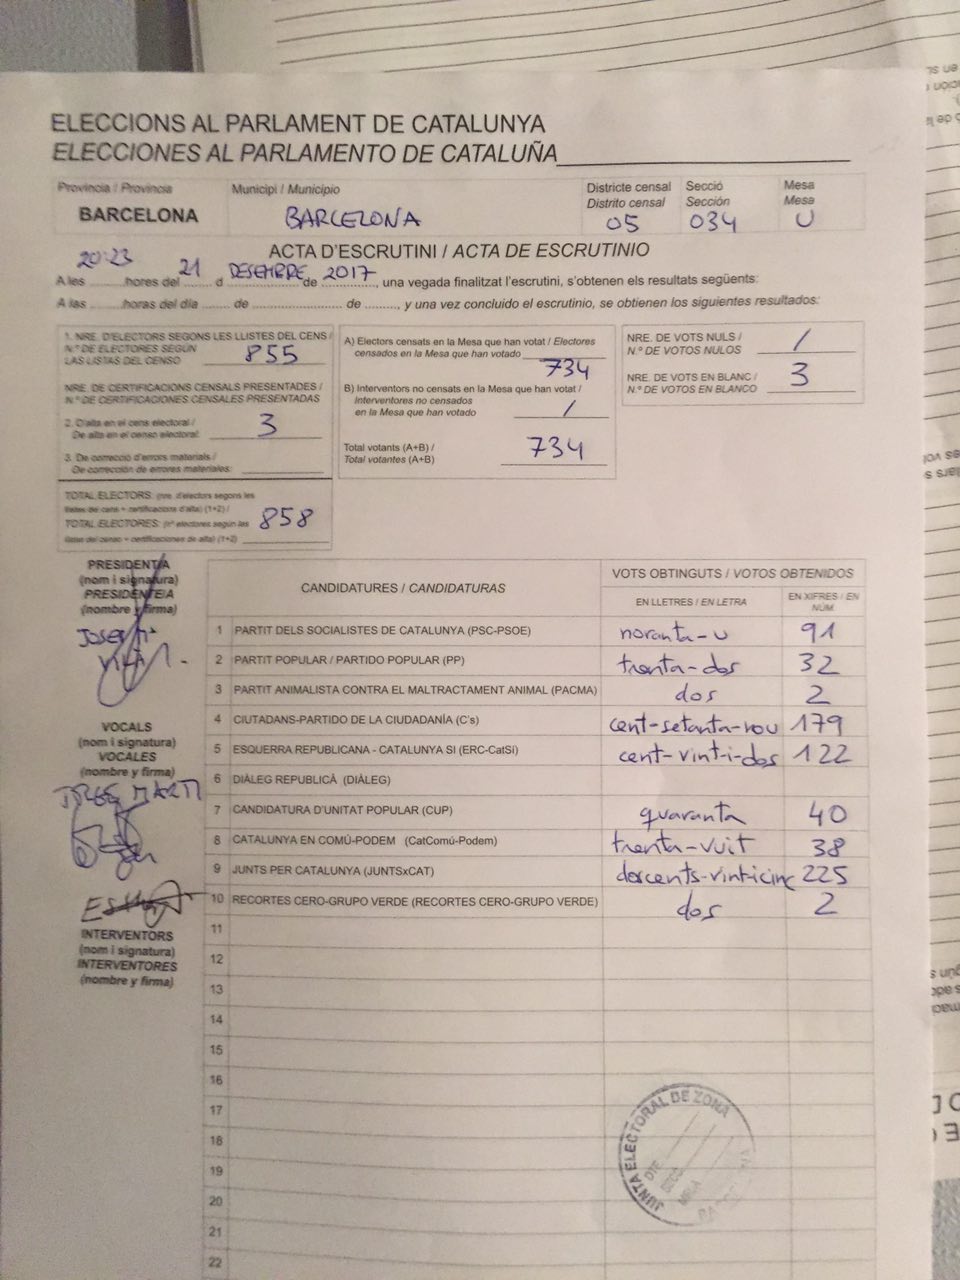 ELECCIONS AL PARLAMENT DE CATALUNYA
ELECCIONES AL PARLAMENTO DE CATALUÑA
Província / Provincia
BARCELONA
Municipi / Municipio
BARCELONA
Districte censal
Distrito censal
05
Secció
Sección
034
Mesa
Mesa
U
ACTA D'ESCRUTINI / ACTA DE ESCRUTINIO
A les 20:23 hores del 21 d DESEMBRE de 2017, una vegada finalitzat l'escrutini, s'obtenen els resultats següents:
A las ........ horas del día ...... de ........................ de .........., y una vez concluido el escrutinio, se obtienen los siguientes resultados:
1. NRE. D'ELECTORS SEGONS LES LLISTES DEL CENS /
N.º DE ELECTORES SEGÚN
LAS LISTAS DEL CENSO 855
NRE. DE CERTIFICACIONS CENSALS PRESENTADES /
N.º DE CERTIFICACIONES CENSALES PRESENTADAS
2. D'alta en el cens electoral /
De alta en el censo electoral: 3
3. De correcció d'errors materials /
De corrección de errores materiales:
TOTAL ELECTORS: (nre. d'electors segons les
llistes de cens + certificacions d'alta) (1+2) /
TOTAL ELECTORES: (nº electores según las
listas del censo + certificaciones de alta) (1+2) 858
A) Electors censats en la Mesa que han votat / Electores
censados en la Mesa que han votado 734
B) Interventors no censats en la Mesa que han votat /
Interventores no censados
en la Mesa que han votado /
Total votants (A+B) /
Total votantes (A+B) 734
NRE. DE VOTS NULS /
N.º DE VOTOS NULOS /
NRE. DE VOTS EN BLANC /
N.º DE VOTOS EN BLANCO 3
PRESIDENT/A
(nom i signatura)
PRESIDENTE/A
(nombre y firma)
VOCALS
(nom i signatura)
VOCALES
(nombre y firma)
INTERVENTORS
(nom i signatura)
INTERVENTORES
(nombre y firma)
CANDIDATURES / CANDIDATURAS
VOTS OBTINGUTS / VOTOS OBTENIDOS
EN LLETRES / EN LETRA
EN XIFRES / EN
NÚM.
1 PARTIT DELS SOCIALISTES DE CATALUNYA (PSC-PSOE) noranta-u 91
2 PARTIT POPULAR / PARTIDO POPULAR (PP) trenta-dos 32
3 PARTIT ANIMALISTA CONTRA EL MALTRACTAMENT ANIMAL (PACMA) dos 2
4 CIUTADANS-PARTIDO DE LA CIUDADANÍA (C's) cent-setanta-nou 179
5 ESQUERRA REPUBLICANA - CATALUNYA SI (ERC-CatSí) cent-vint-i-dos 122
6 DIÀLEG REPUBLICÀ (DIÀLEG)
7 CANDIDATURA D'UNITAT POPULAR (CUP) quaranta 40
8 CATALUNYA EN COMÚ-PODEM (CatComú-Podem) trenta-vuit 38
9 JUNTS PER CATALUNYA (JUNTSxCAT) doscents-vinticinc 225
10 RECORTES CERO-GRUPO VERDE (RECORTES CERO-GRUPO VERDE) dos 2
11
12
13
14
15
16
17
18
19
20
21
22
JUNTA ELECTORAL DE ZONA